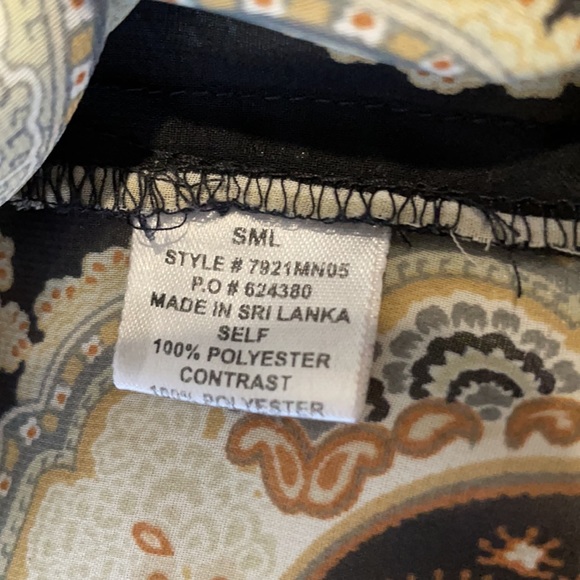 SML
STYLE # 7921MN05
P.O # 624380
MADE IN SRI LANKA
SELF
100% POLYESTER
CONTRAST
100% POLYESTER